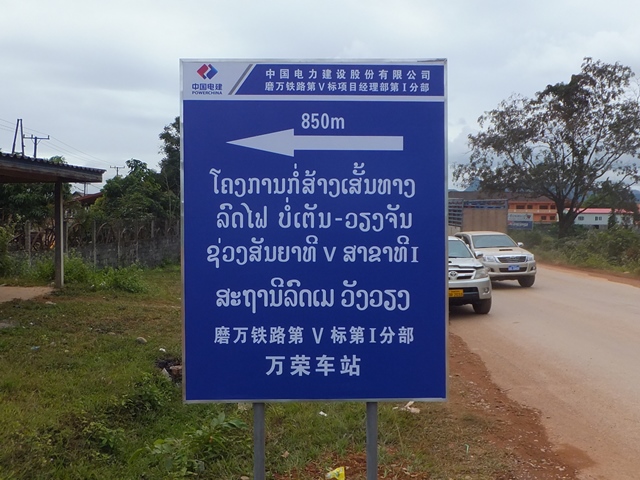 中国电建
POWERCHINA
中国电力建设股份有限公司
磨万铁路第V标项目经理部第I分部
850m
ໂຄງການກໍ່ສ້າງເສັ້ນທາງ
ລົດໄຟ ບໍ່ເຕັນ-ວຽງຈັນ
ຊ່ວງສັນຍາທີ V ສາຂາທີI
ສະຖານີລົດເມ ວັງວຽງ
磨万铁路第 V 标第I分部
万荣车站